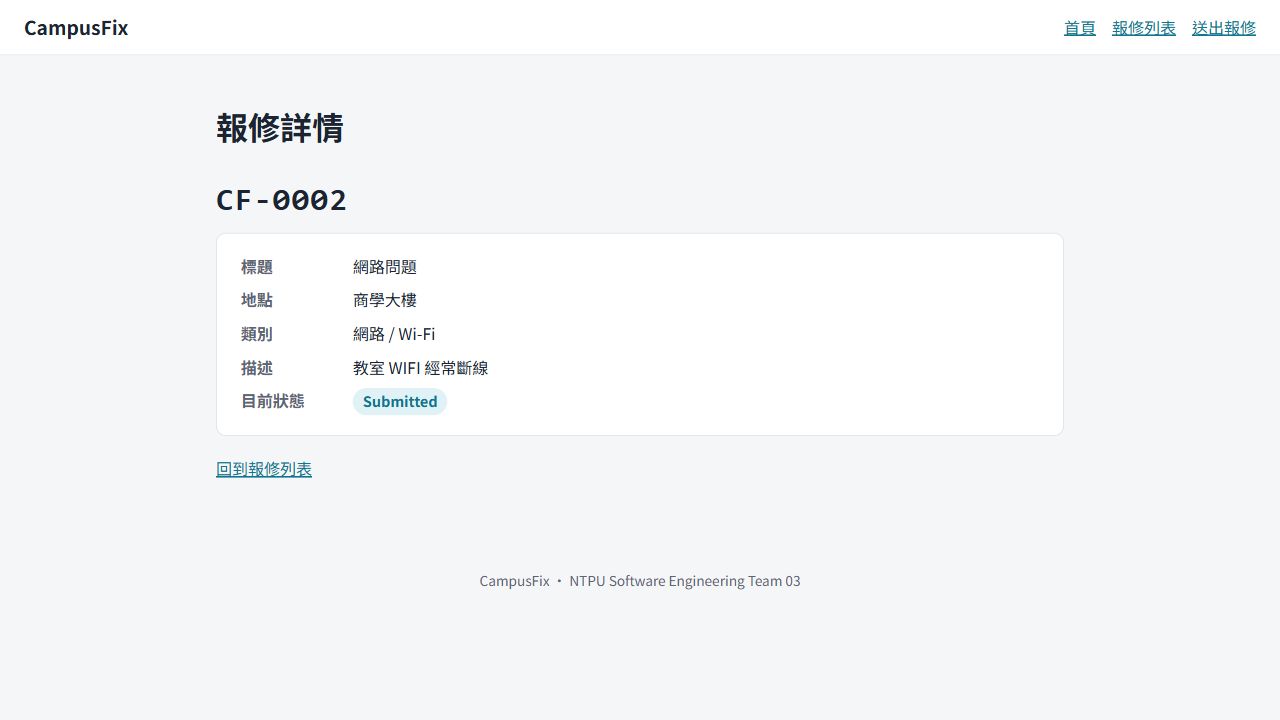 CampusFix
首頁 報修列表 送出報修
報修詳情
CF-0002
標題 網路問題
地點 商學大樓
類別 網路 / Wi-Fi
描述 教室 WIFI 經常斷線
目前狀態 Submitted
回到報修列表
CampusFix ・ NTPU Software Engineering Team 03